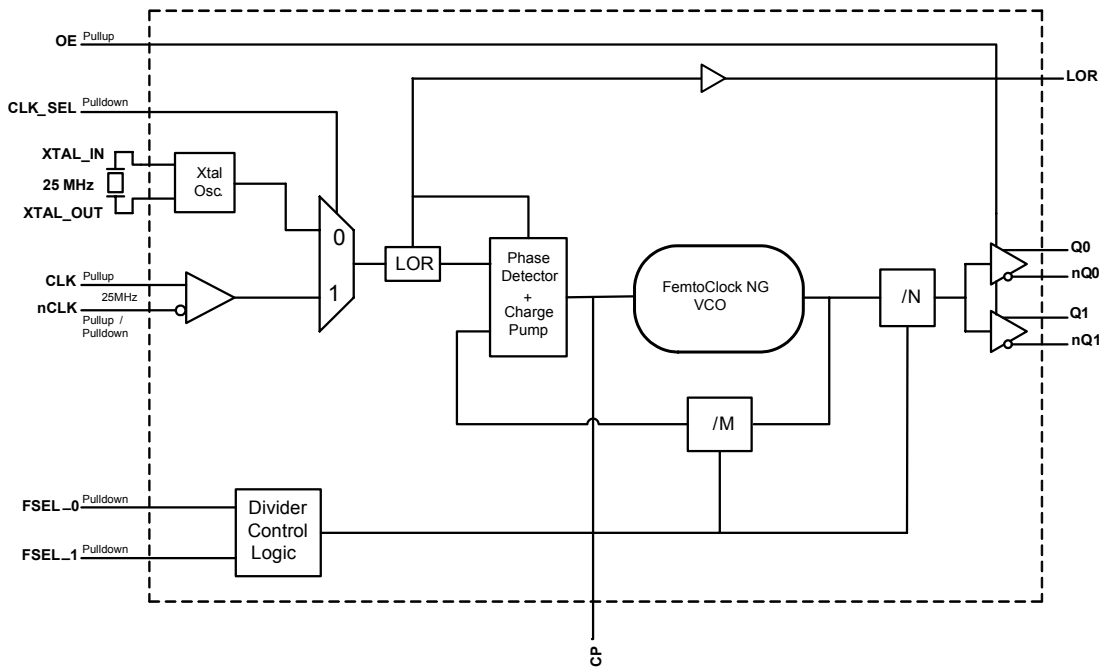 OE Pullup
LOR
CLK_SEL Pulldown
XTAL_IN
25 MHz
XTAL_OUT
Xtal
Osc.
0
1
LOR
Phase
Detector
+
Charge
Pump
FemtoClock NG
VCO
/N
Q0
nQ0
Q1
nQ1
CLK Pullup
nCLK 25MHz
Pullup /
Pulldown
/M
FSEL_0 Pulldown
FSEL_1 Pulldown
Divider
Control
Logic
CP